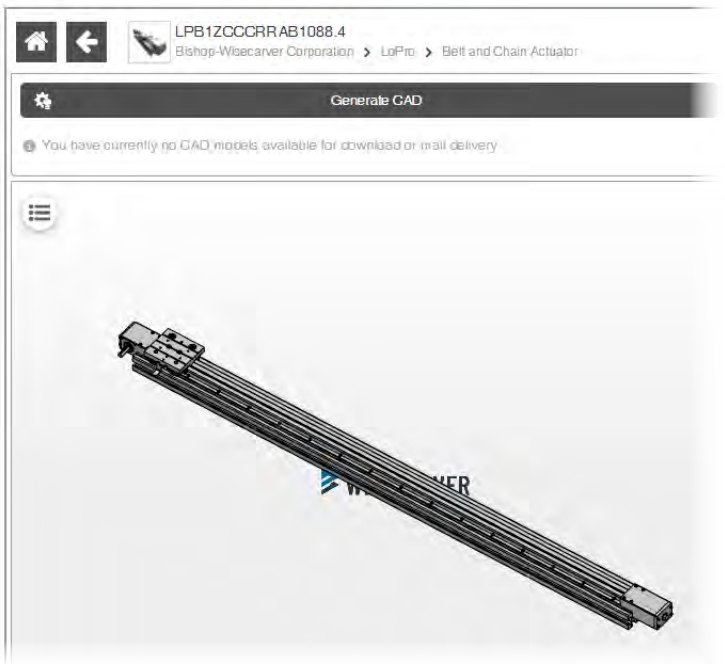 LPB1ZCCCRRAB1088.4
Bishop-Wisecarver Corporation > LoPro > Belt and Chain Actuator
Generate CAD
You have currently no CAD models available for download or mail delivery